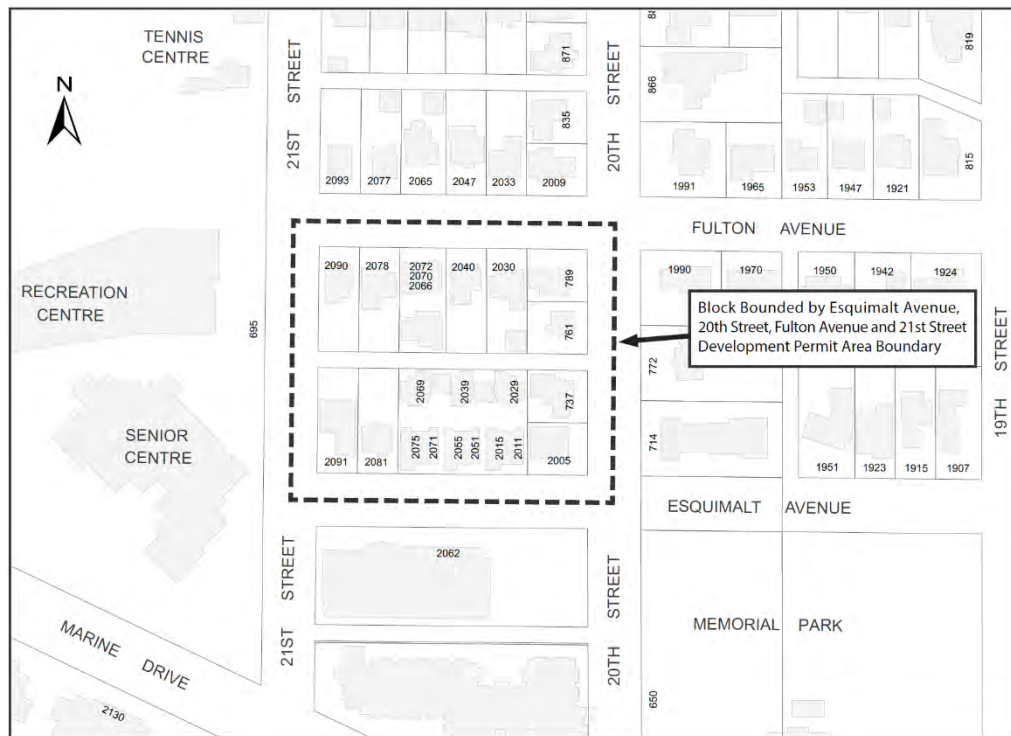 TENNIS
CENTRE
N
21ST STREET
20TH STREET
871
866
819
835
815
2093
2077
2065
2047
2033
2009
1991
1965
1953
1947
1921
FULTON AVENUE
2090
2078
2072
2070
2066
2040
2030
789
761
1990
1970
1950
1942
1924
RECREATION
CENTRE
695
Block Bounded by Esquimalt Avenue,
20th Street, Fulton Avenue and 21st Street
Development Permit Area Boundary
772
19TH STREET
2069
2039
2029
737
SENIOR
CENTRE
2091
2081
2075
2071
2055
2051
2015
2011
2005
714
1951
1923
1915
1907
ESQUIMALT AVENUE
2062
21ST STREET
20TH STREET
MEMORIAL PARK
MARINE DRIVE
2130
650